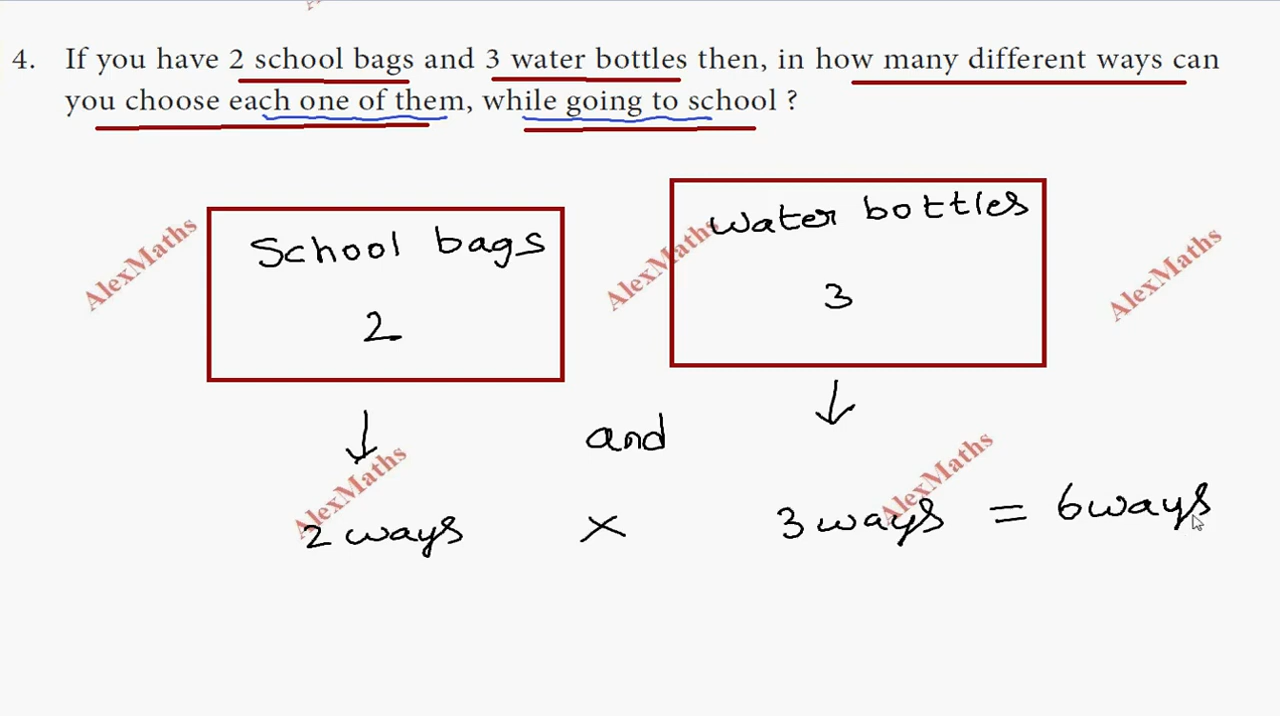 4. If you have 2 school bags and 3 water bottles then, in how many different ways can
you choose each one of them, while going to school ?
School bags
Water bottles
2
3
AlexMaths
AlexMaths
AlexMaths
and
2 ways × 3 ways = 6 ways
AlexMaths
AlexMaths